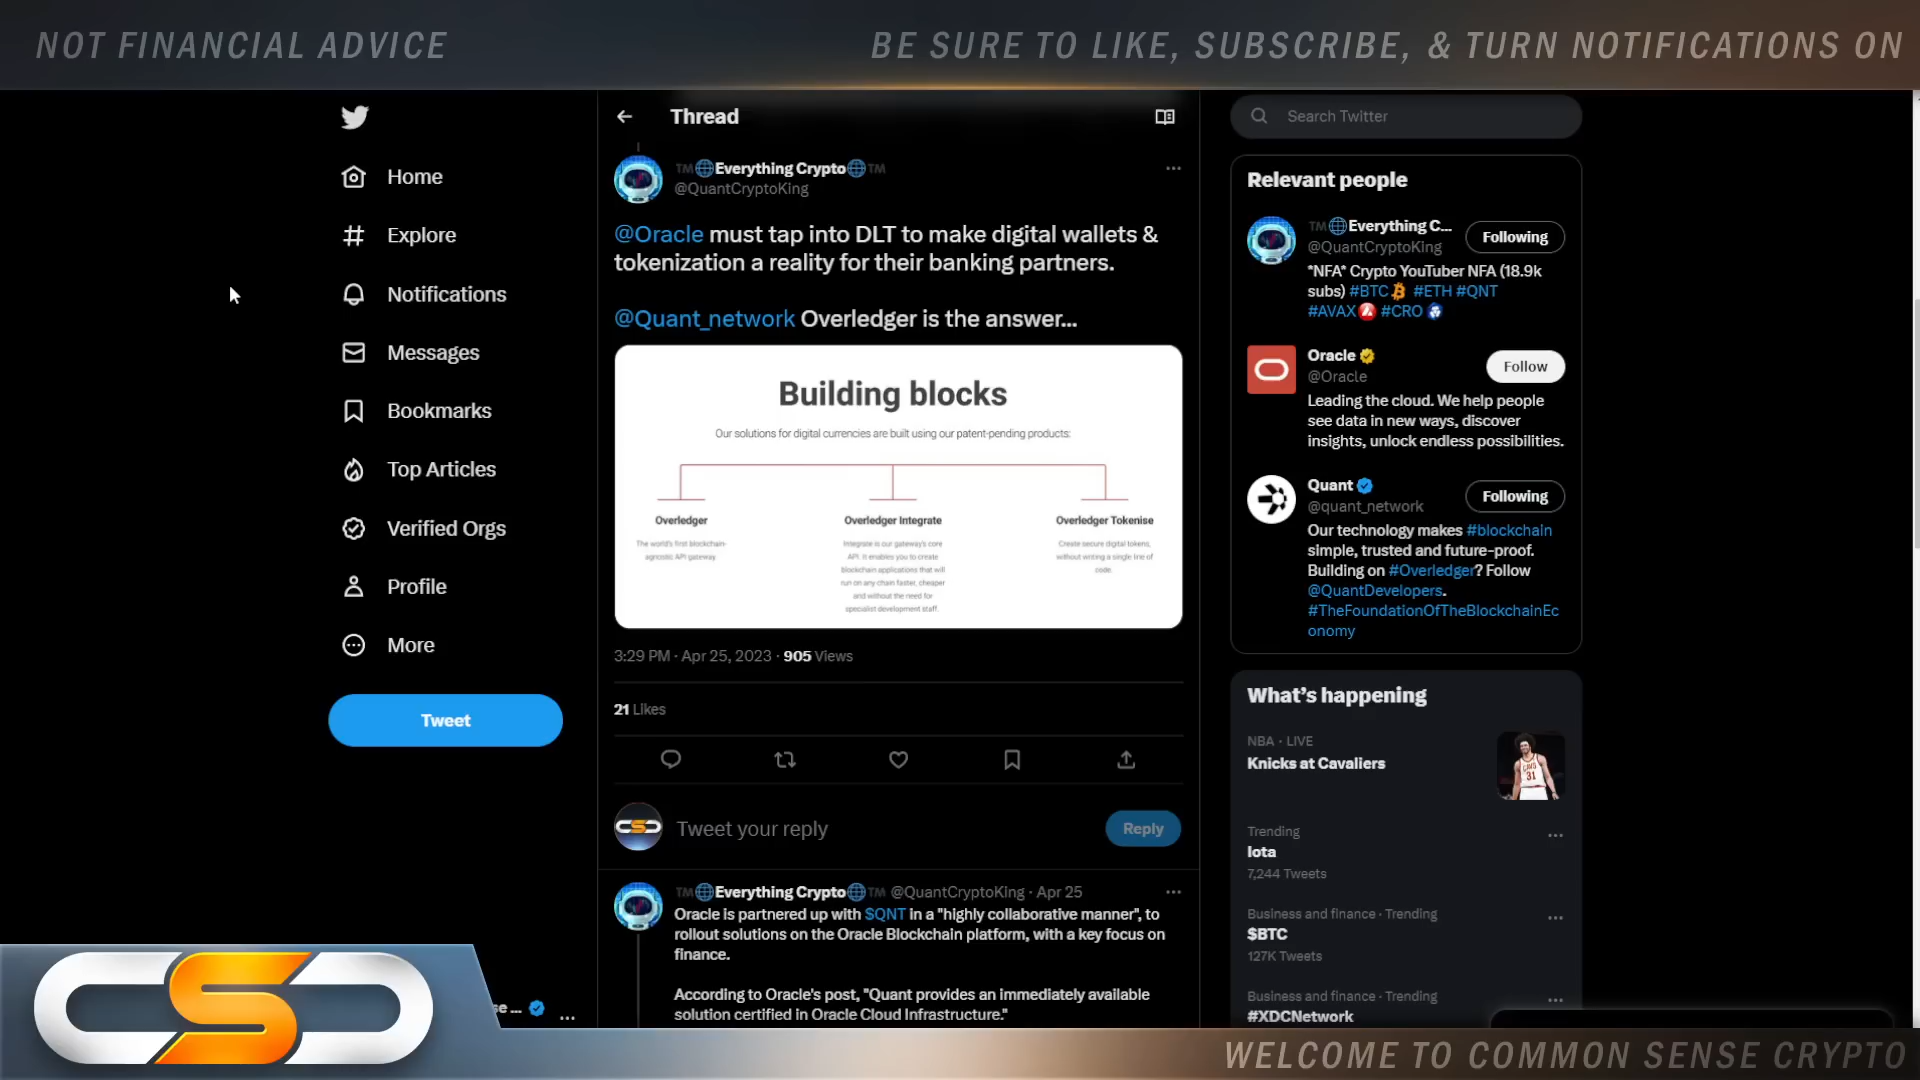 NOT FINANCIAL ADVICE
BE SURE TO LIKE, SUBSCRIBE, & TURN NOTIFICATIONS ON
Home
Explore
Notifications
Messages
Bookmarks
Top Articles
Verified Orgs
Profile
More
Tweet
se ...
Thread
TM Everything Crypto TM
@QuantCryptoKing
@Oracle must tap into DLT to make digital wallets &
tokenization a reality for their banking partners.
@Quant_network Overledger is the answer...
Building blocks
Our solutions for digital currencies are built using our patent-pending products:
Overledger
The world's first blockchain-
agnostic API gateway
Overledger Integrate
Integrate is our gateway's core
API. It enables you to create
blockchain applications that will
run on any chain faster, cheaper
and without the need for
specialist development staff.
Overledger Tokenise
Create secure digital tokens,
without writing a single line of
code.
3:29 PM · Apr 25, 2023 · 905 Views
21 Likes
CSC
Tweet your reply
Reply
TM Everything Crypto TM @QuantCryptoKing · Apr 25
Oracle is partnered up with $QNT in a "highly collaborative manner", to
rollout solutions on the Oracle Blockchain platform, with a key focus on
finance.
According to Oracle's post, "Quant provides an immediately available
solution certified in Oracle Cloud Infrastructure."
Search Twitter
Relevant people
TM Everything C...
@QuantCryptoKing
Following
*NFA* Crypto YouTuber NFA (18.9k
subs) #BTC #ETH #QNT
#AVAX #CRO
Oracle
@Oracle
Follow
Leading the cloud. We help people
see data in new ways, discover
insights, unlock endless possibilities.
Quant
@quant_network
Following
Our technology makes #blockchain
simple, trusted and future-proof.
Building on #Overledger? Follow
@QuantDevelopers.
#TheFoundationOfTheBlockchainEc
onomy
What's happening
NBA · LIVE
Knicks at Cavaliers
CAVS
31
Trending
Iota
7,244 Tweets
Business and finance · Trending
$BTC
127K Tweets
Business and finance · Trending
#XDCNetwork
CSC
WELCOME TO COMMON SENSE CRYPTO